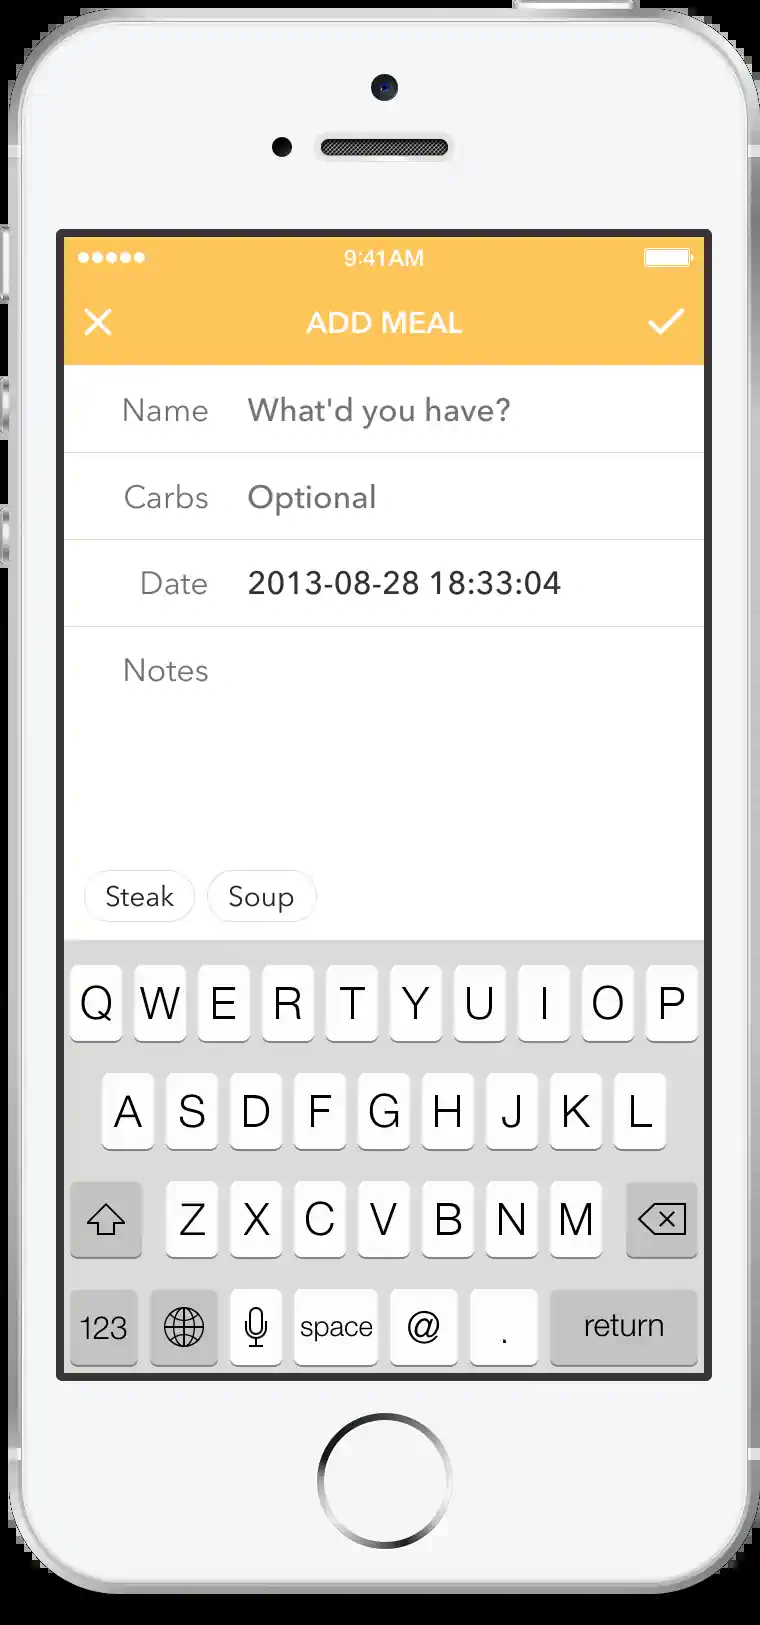 9:41AM
ADD MEAL
Name What'd you have?
Carbs Optional
Date 2013-08-28 18:33:04
Notes
Steak Soup
Q W E R T Y U I O P
A S D F G H J K L
Z X C V B N M
123 space @ . return